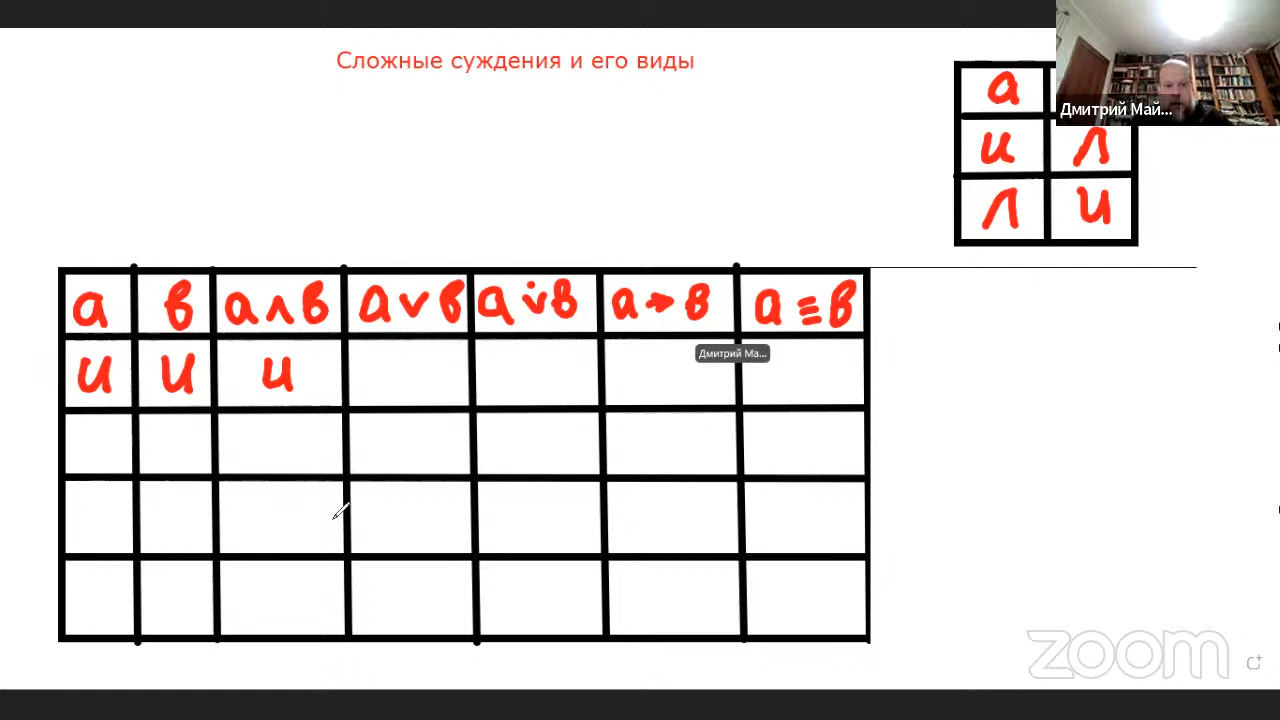 Сложные суждения и его виды
а
Дмитрий Май...
и л
л и
а в а∧в а∨в а∨̇в а→в а≡в
Дмитрий Ма...
и и и
zoom